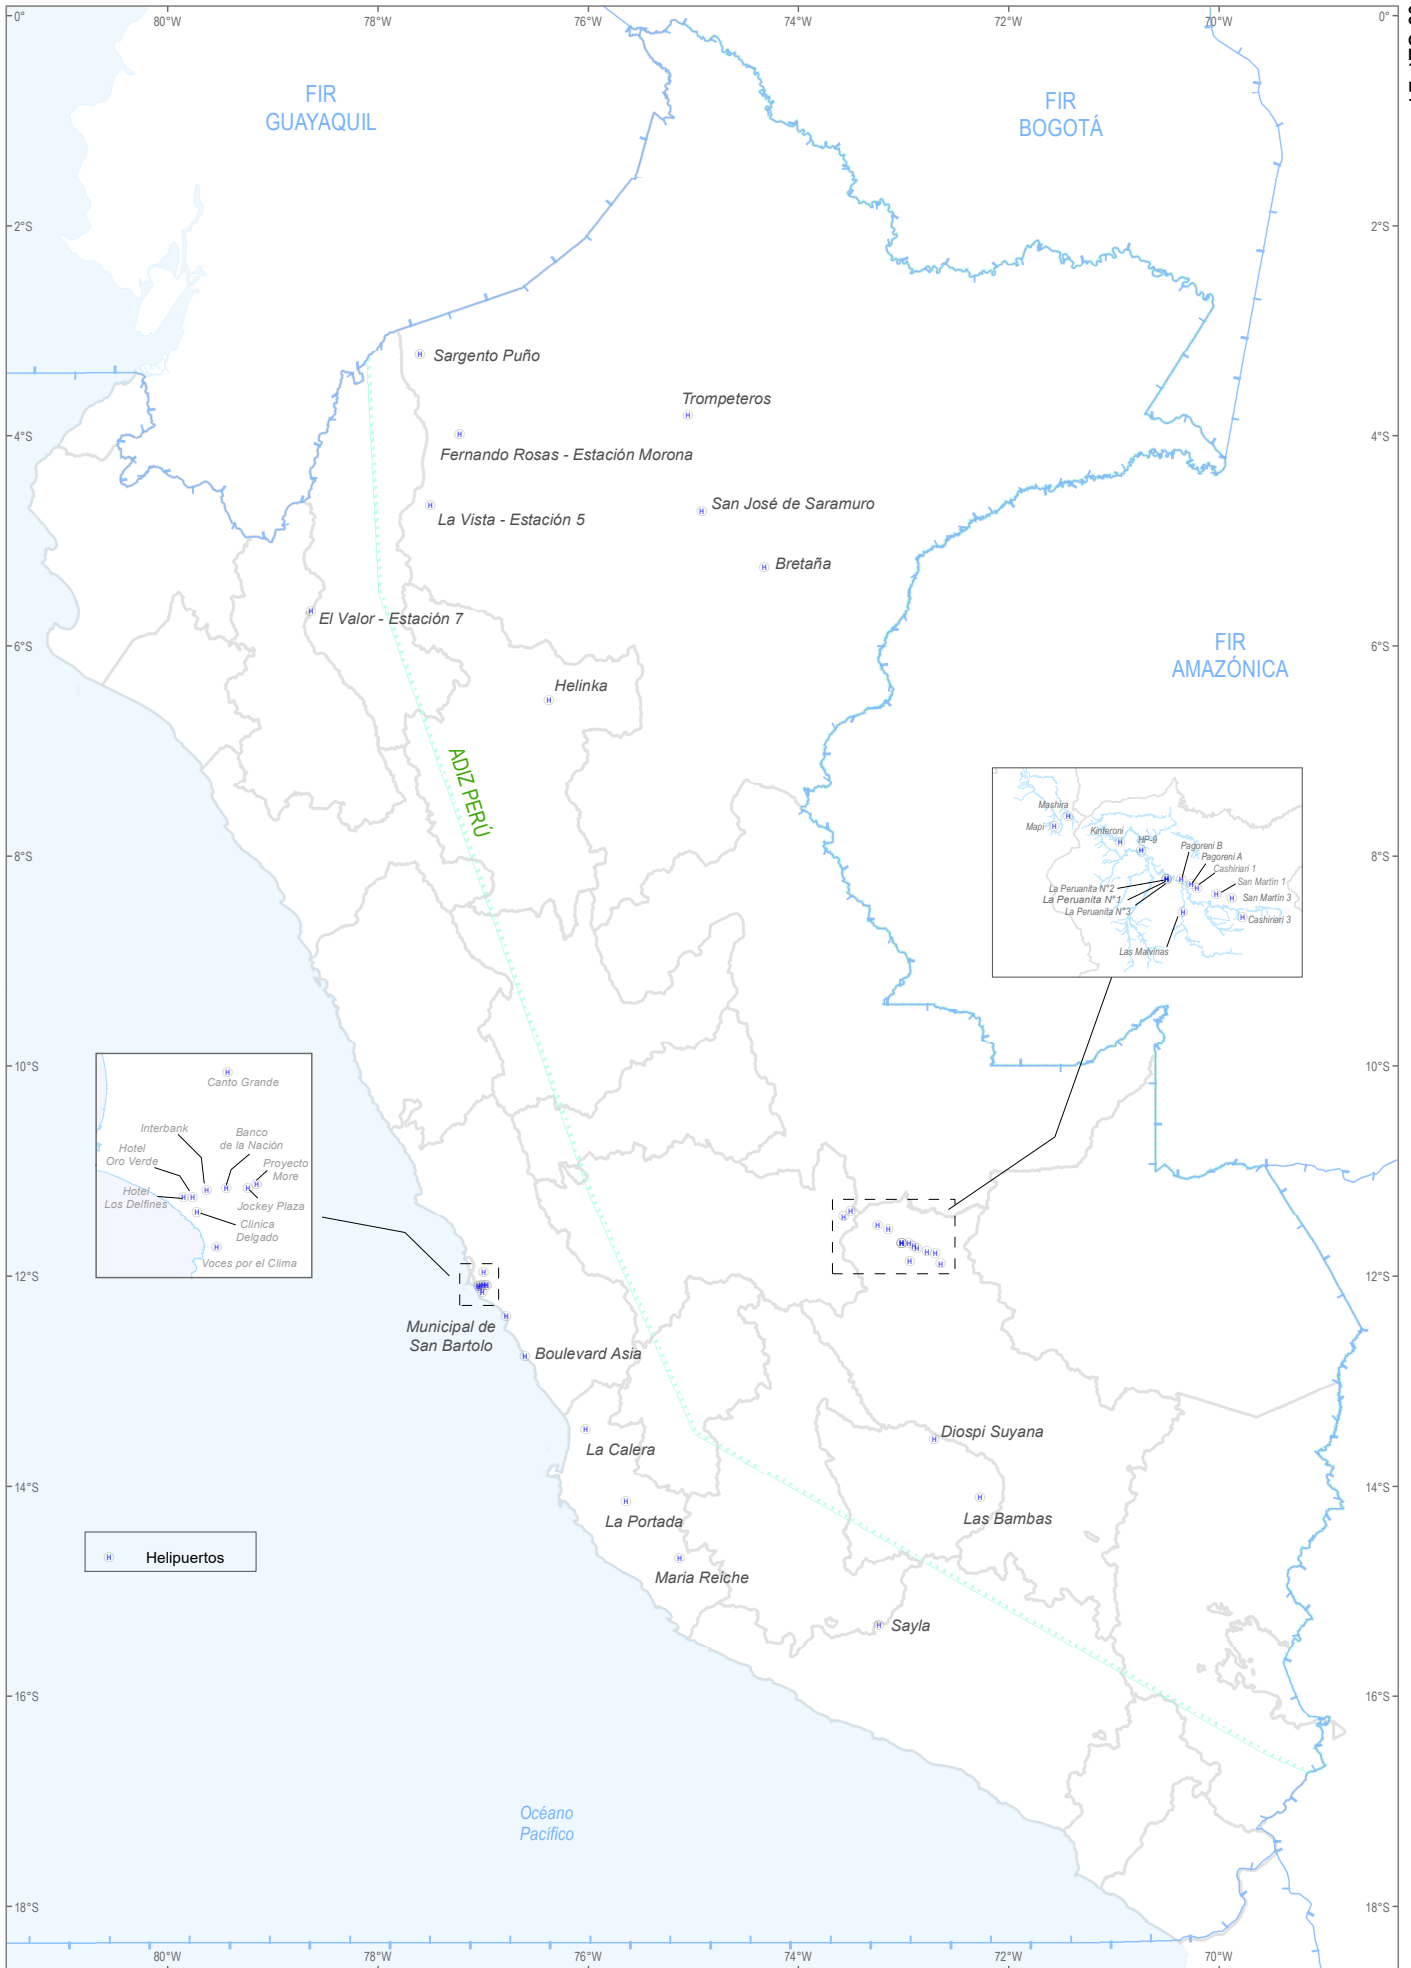 80°W
78°W
76°W
74°W
72°W
70°W
0°
0°
FIR
GUAYAQUIL
FIR
BOGOTÁ
2°S
2°S
Sargento Puño
Trompeteros
4°S
4°S
Fernando Rosas - Estación Morona
San José de Saramuro
La Vista - Estación 5
Bretaña
El Valor - Estación 7
6°S
6°S
FIR
AMAZÓNICA
Helinka
ADIZ PERÚ
8°S
8°S
Mashira
Mapi
Kinteroni
HP-9
Pagoreni B
Pagoreni A
Cashiriari 1
San Martin 1
San Martin 3
Cashiriari 3
La Peruanita N°2
La Peruanita N°1
La Peruanita N°3
Las Malvinas
10°S
10°S
Canto Grande
Interbank
Banco
de la Nación
Hotel
Oro Verde
Proyecto
More
Hotel
Los Delfines
Jockey Plaza
Clínica
Delgado
Voces por el Clima
12°S
12°S
Municipal de
San Bartolo
Boulevard Asia
La Calera
Diospi Suyana
14°S
14°S
La Portada
Las Bambas
H Helipuertos
Maria Reiche
Sayla
16°S
16°S
Océano
Pacífico
18°S
18°S
80°W
78°W
76°W
74°W
72°W
70°W